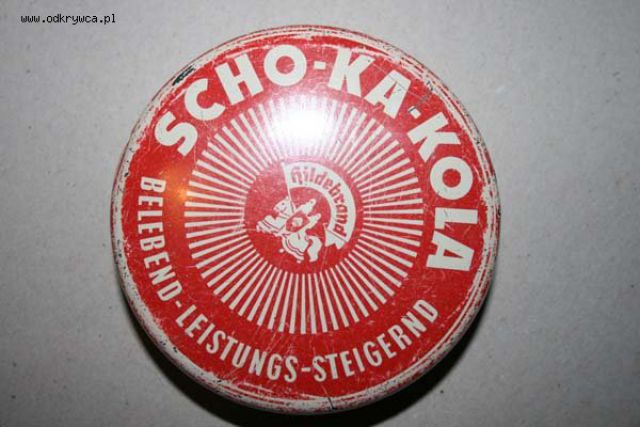 www.odkrywca.pl
SCHO-KA-KOLA
Hildebrand
BELEBEND-LEISTUNGS-STEIGERND